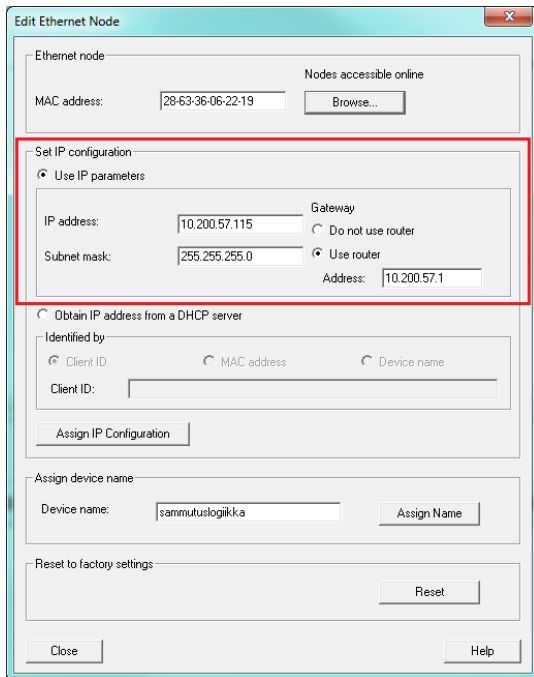 Edit Ethernet Node
Ethernet node
Nodes accessible online
MAC address: 28-63-36-06-22-19 Browse...
Set IP configuration
Use IP parameters
Gateway
IP address: 10.200.57.115 Do not use router
Subnet mask: 255.255.255.0 Use router
Address: 10.200.57.1
Obtain IP address from a DHCP server
Identified by
Client ID MAC address Device name
Client ID:
Assign IP Configuration
Assign device name
Device name: sammutuslogiikka Assign Name
Reset to factory settings
Reset
Close Help